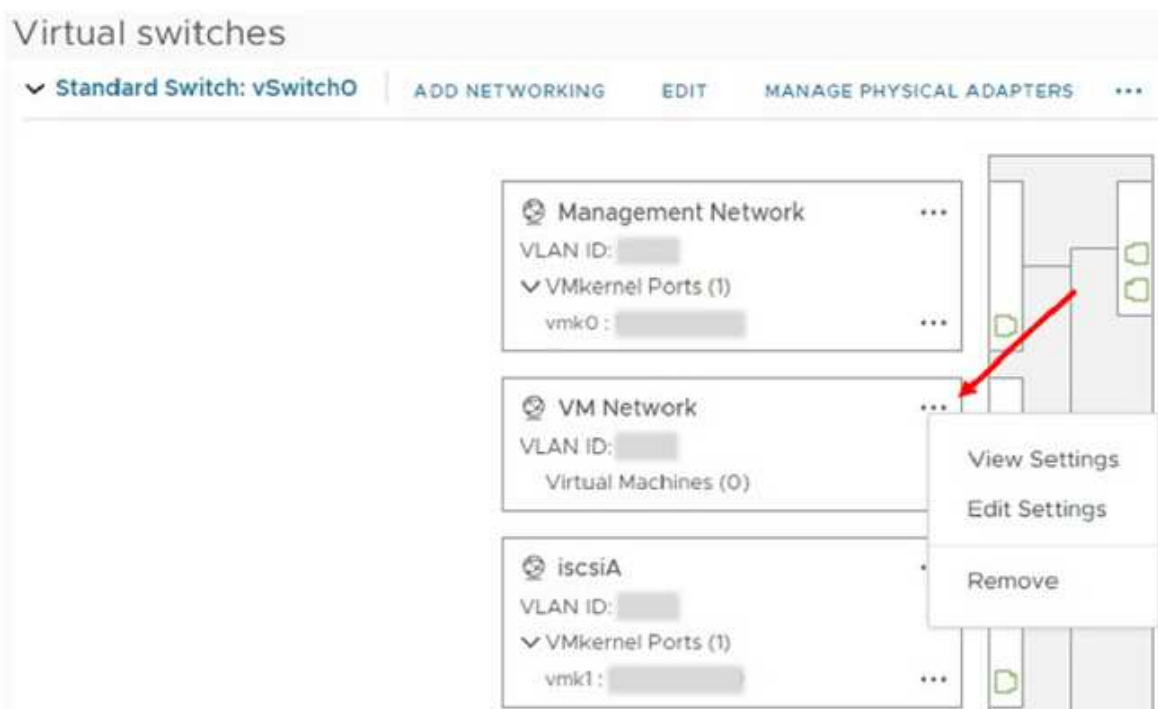 Virtual switches
Standard Switch: vSwitch0 ADD NETWORKING EDIT MANAGE PHYSICAL ADAPTERS ...
Management Network ...
VLAN ID:
VMkernel Ports (1)
vmk0 : ...
VM Network ...
VLAN ID:
Virtual Machines (0)
View Settings
Edit Settings
Remove
iscsiA
VLAN ID:
VMkernel Ports (1)
vmk1 : ...